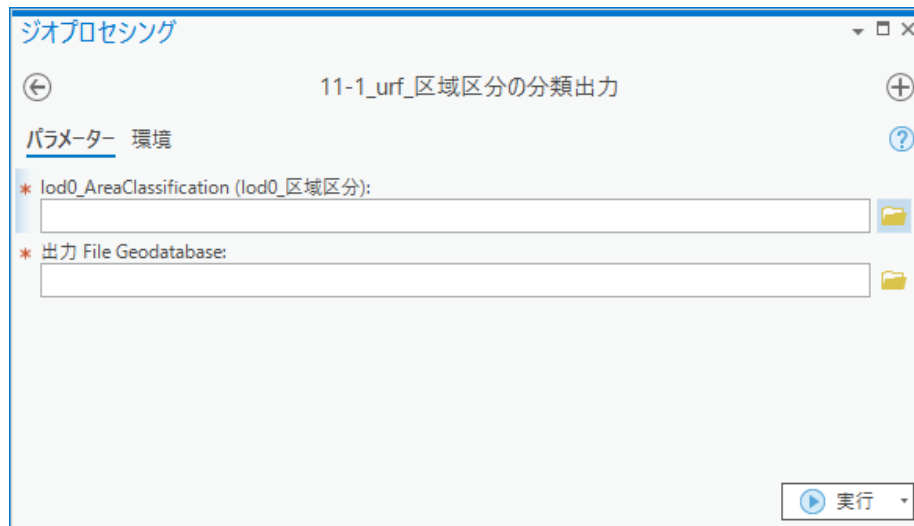 ジオプロセシング
11-1_urf_区域区分の分類出力
パラメーター 環境
* lod0_AreaClassification (lod0_区域区分):
* 出力 File Geodatabase:
実行